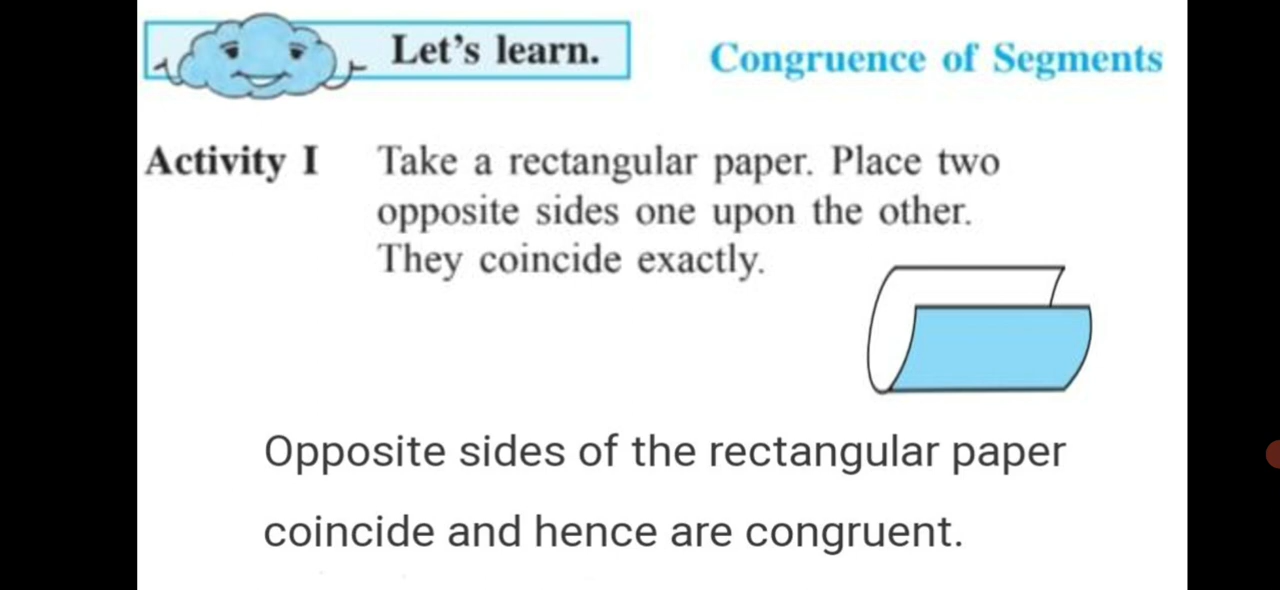 Let's learn. Congruence of Segments
Activity I Take a rectangular paper. Place two
opposite sides one upon the other.
They coincide exactly.
Opposite sides of the rectangular paper
coincide and hence are congruent.